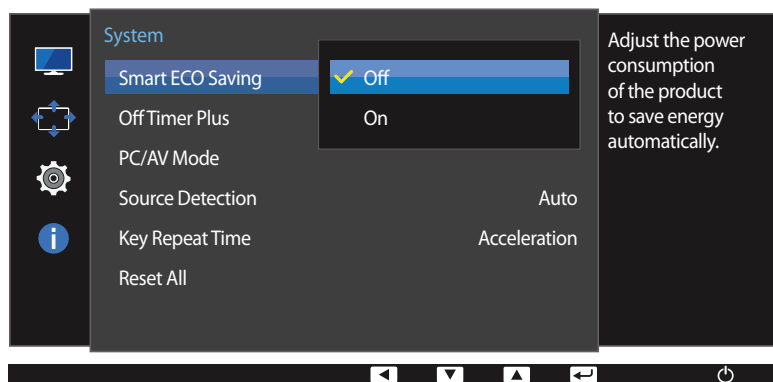 System
Smart ECO Saving
Off
Off Timer Plus
On
PC/AV Mode
Source Detection
Auto
Key Repeat Time
Acceleration
Reset All
Adjust the power
consumption
of the product
to save energy
automatically.